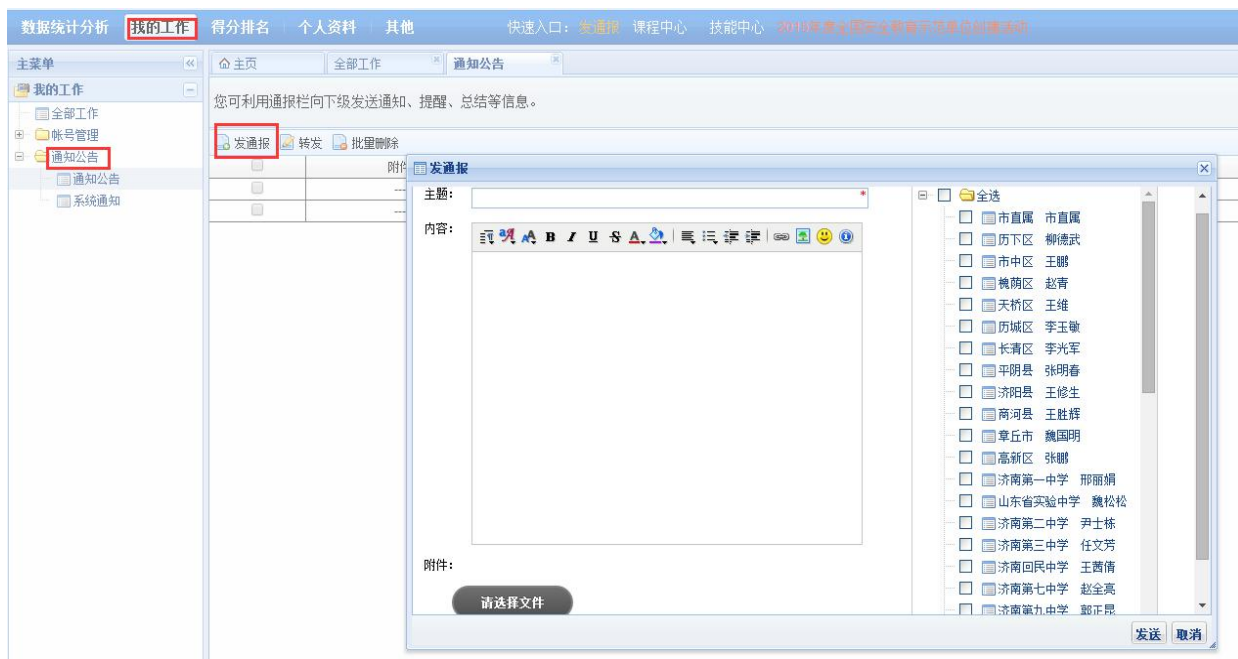 数据统计分析 我的工作 得分排名 个人资料 其他 快速入口：发通报 课程中心 技能中心
主菜单 主页 全部工作 通知公告
我的工作
全部工作
帐号管理
通知公告
通知公告
系统通知
您可利用通报栏向下级发送通知、提醒、总结等信息。
发通报 转发 批量删除
附件
发通报
主题： *
内容：
附件：
请选择文件
全选
市直属 市直属
历下区 柳德武
市中区 王鹏
槐荫区 赵青
天桥区 王维
历城区 李玉敏
长清区 李光军
平阴县 张明春
济阳县 王修生
商河县 王胜辉
章丘市 魏国明
高新区 张鹏
济南第一中学 邢丽娟
山东省实验中学 魏松松
济南第二中学 尹士栋
济南第三中学 任文芳
济南回民中学 王茜倩
济南第七中学 赵全亮
济南第九中学 郭正昆
发送 取消